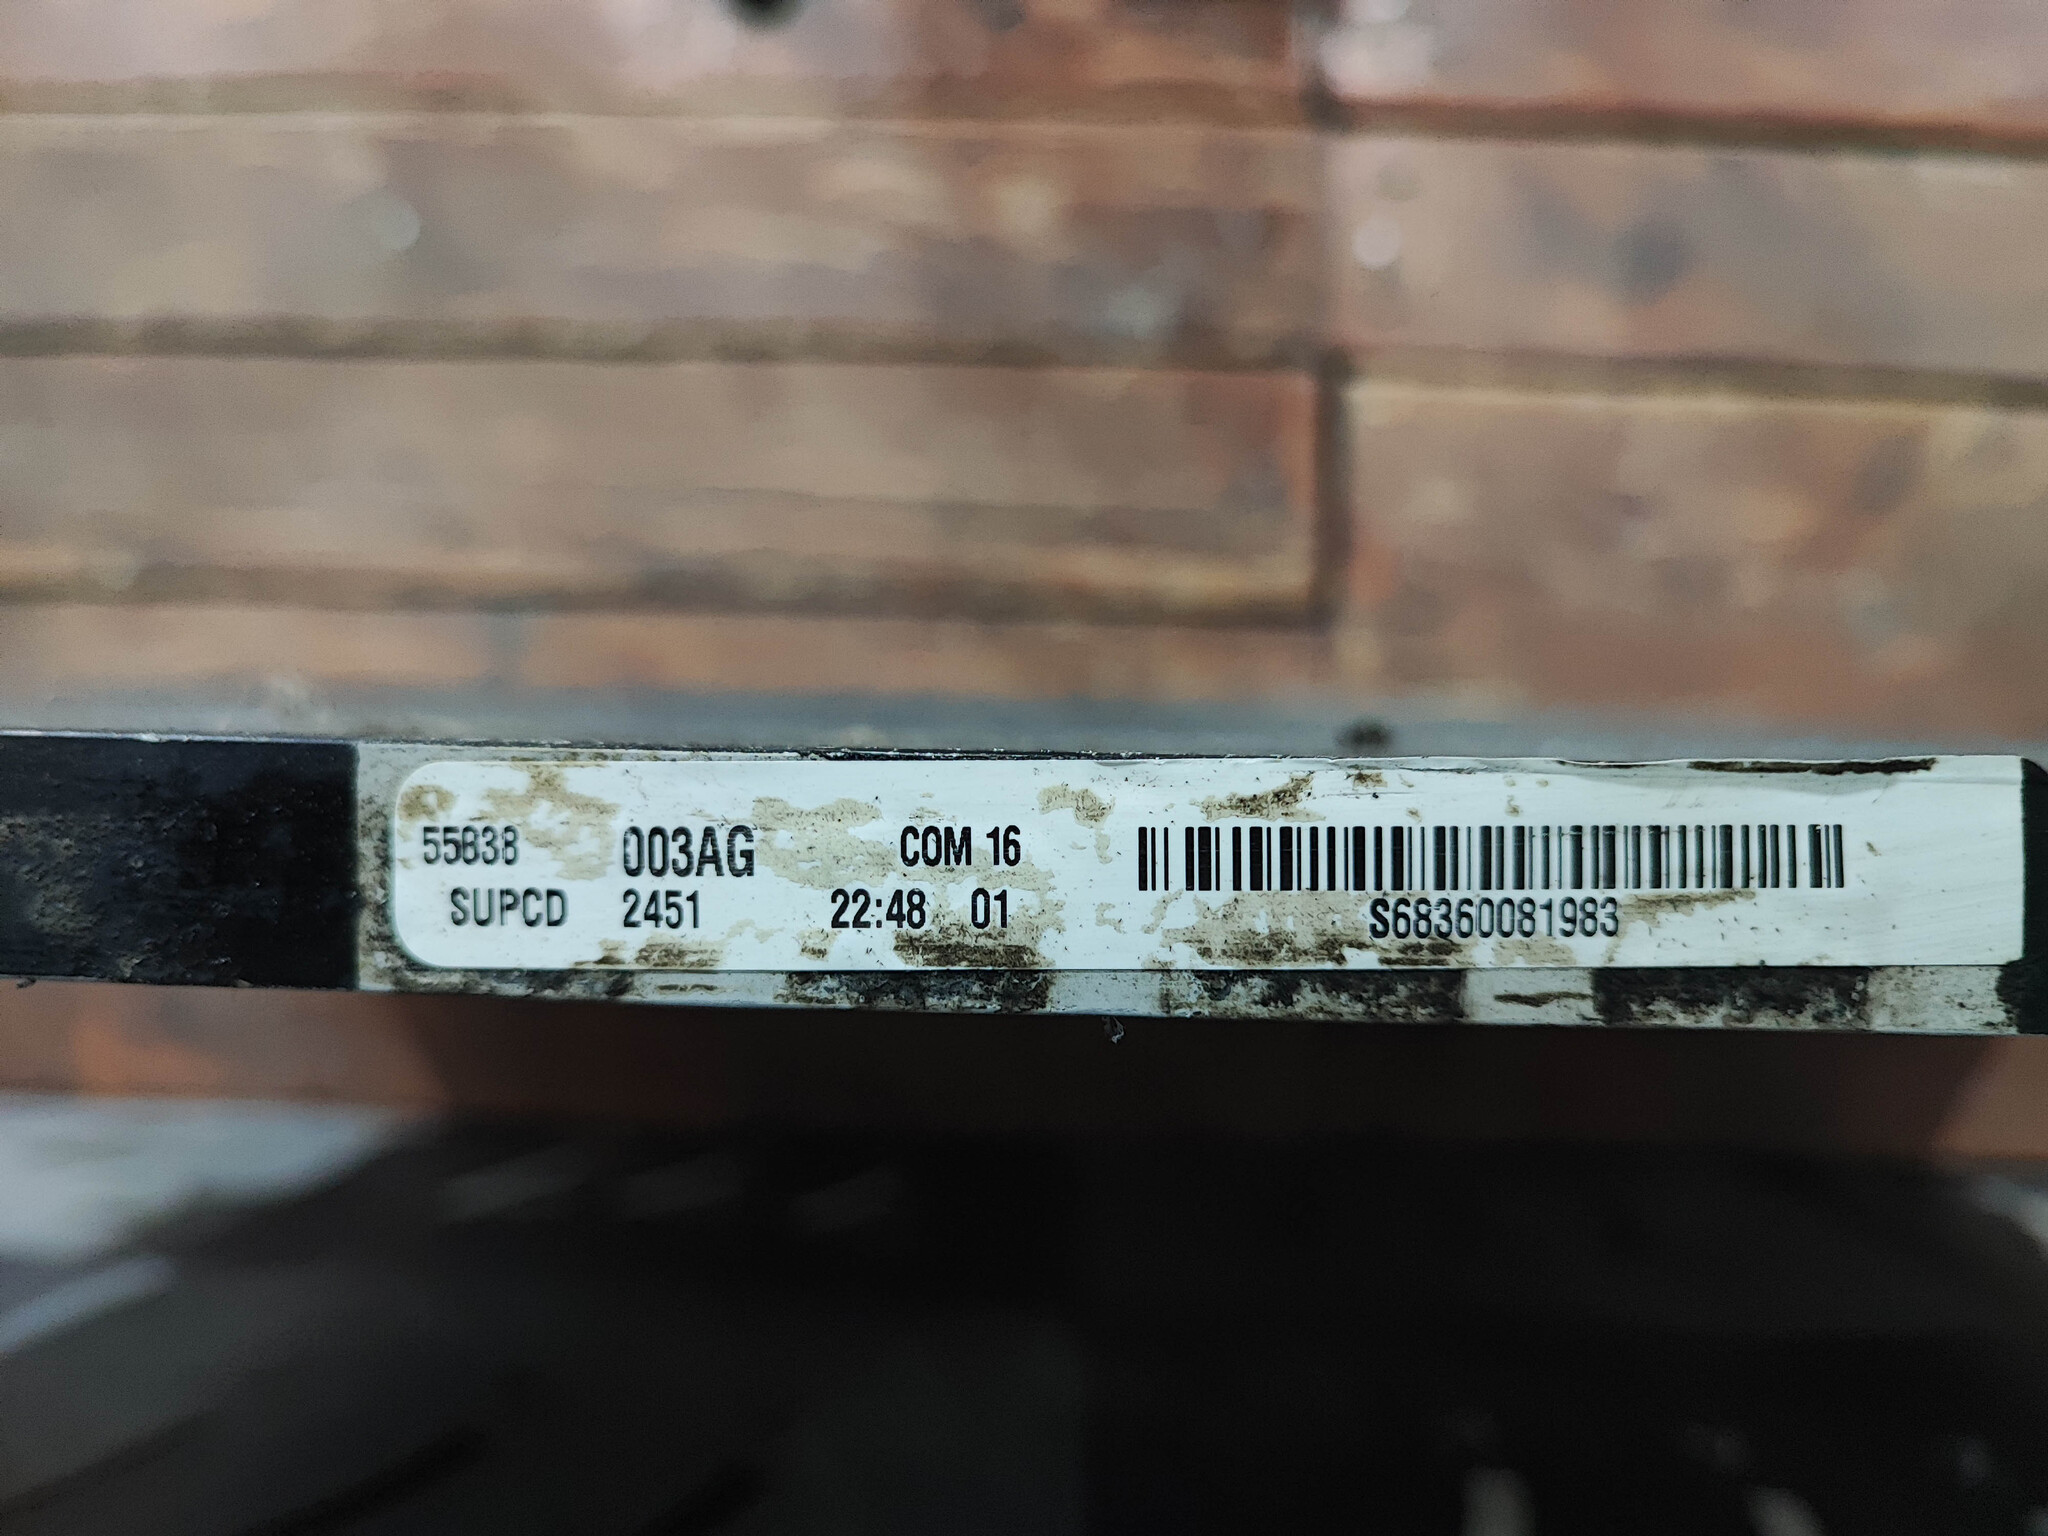 55838 003AG COM 16
SUPCD 2451 22:48 01
S68360081983